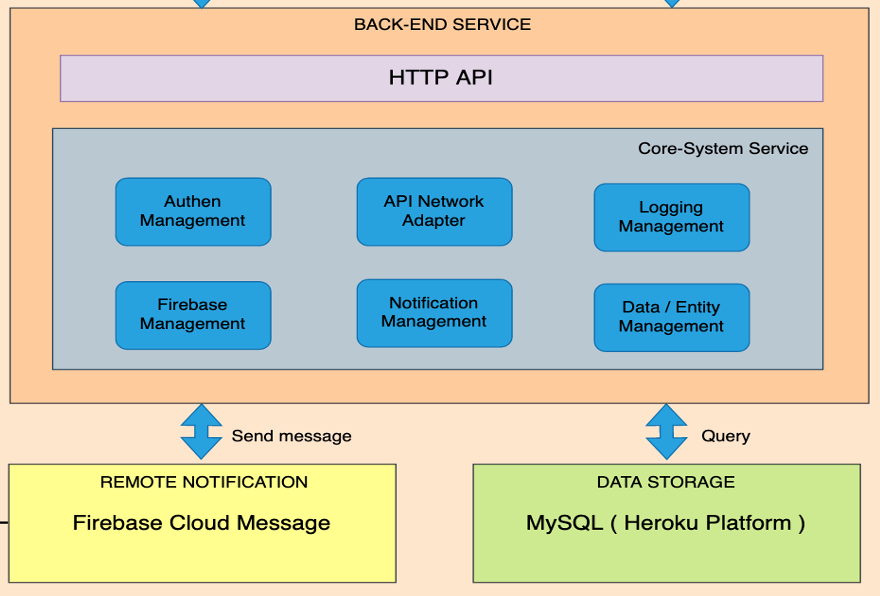 BACK-END SERVICE
HTTP API
Core-System Service
Authen
Management
API Network
Adapter
Logging
Management
Firebase
Management
Notification
Management
Data / Entity
Management
Send message
Query
REMOTE NOTIFICATION
Firebase Cloud Message
DATA STORAGE
MySQL ( Heroku Platform )